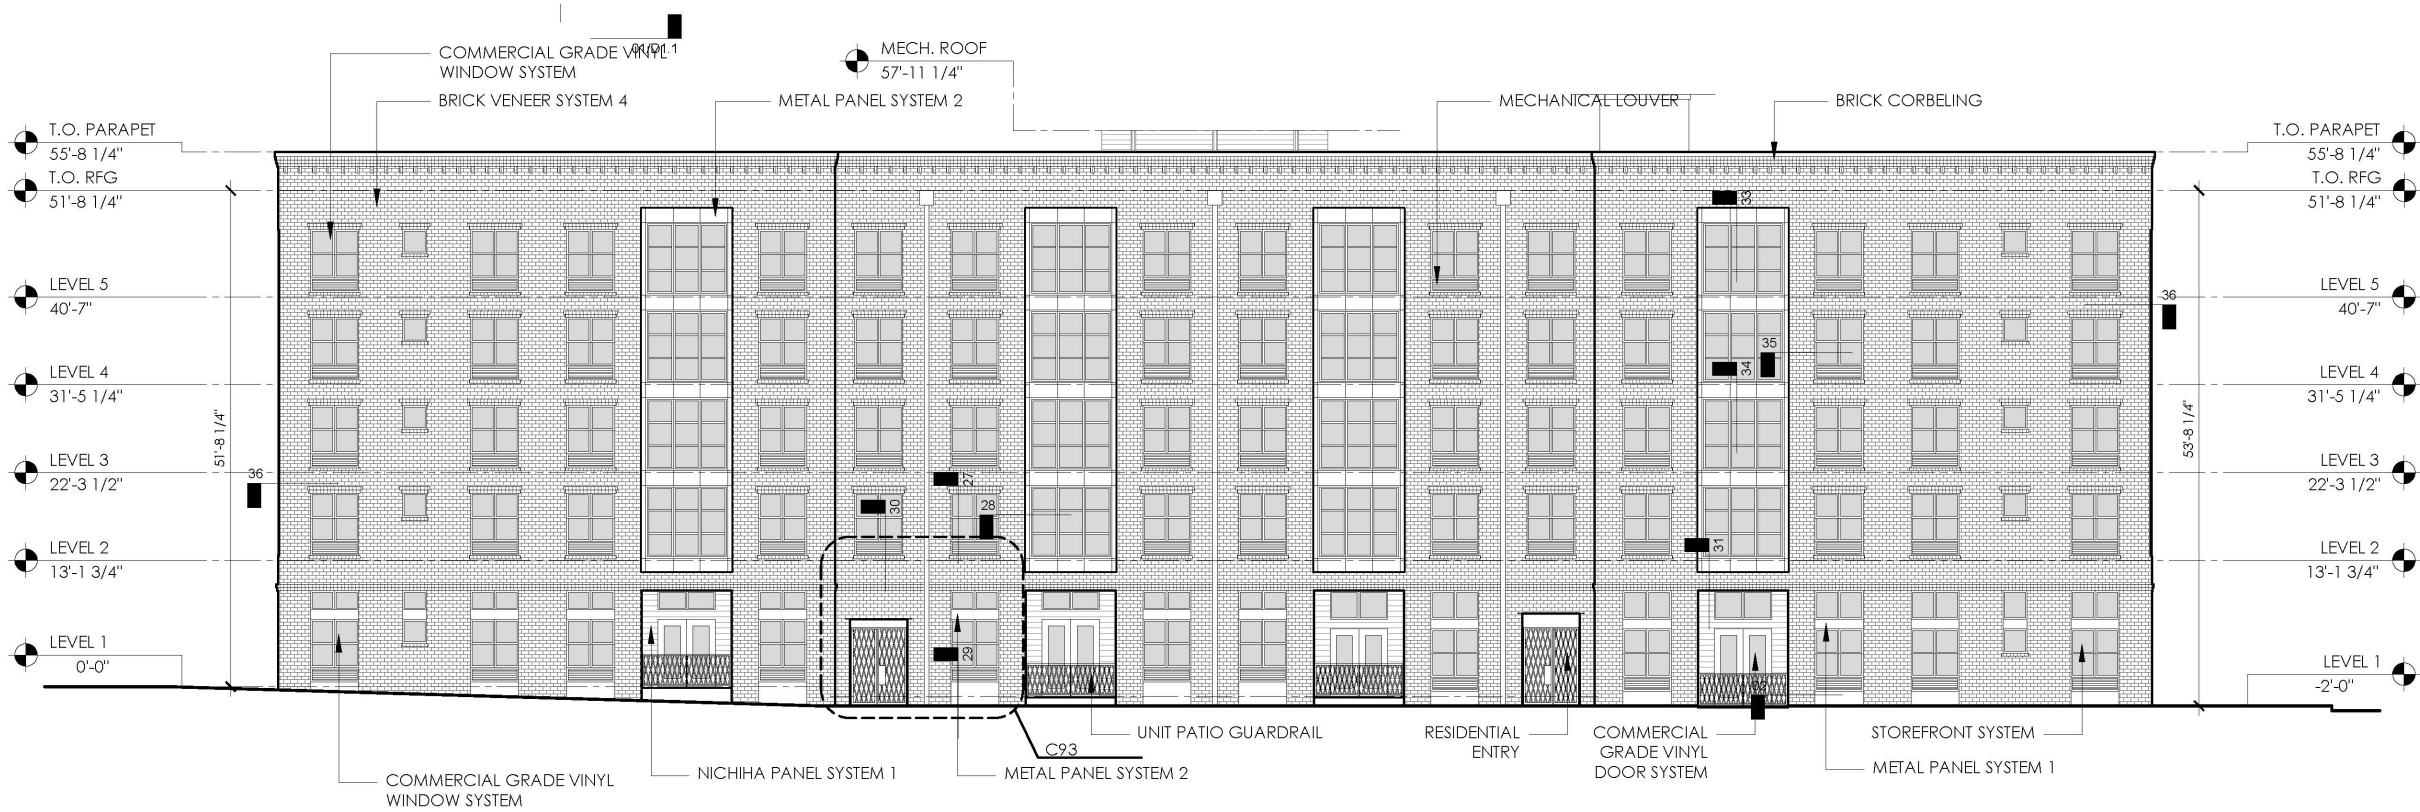 01/D1.1
COMMERCIAL GRADE VINYL
WINDOW SYSTEM
BRICK VENEER SYSTEM 4
METAL PANEL SYSTEM 2
MECH. ROOF
57'-11 1/4"
MECHANICAL LOUVER
BRICK CORBELING
T.O. PARAPET
55'-8 1/4"
T.O. RFG
51'-8 1/4"
LEVEL 5
40'-7"
LEVEL 4
31'-5 1/4"
LEVEL 3
22'-3 1/2"
LEVEL 2
13'-1 3/4"
LEVEL 1
0'-0"
51'-8 1/4"
36
30
27
28
29
33
34
35
31
36
53'-8 1/4"
T.O. PARAPET
55'-8 1/4"
T.O. RFG
51'-8 1/4"
LEVEL 5
40'-7"
LEVEL 4
31'-5 1/4"
LEVEL 3
22'-3 1/2"
LEVEL 2
13'-1 3/4"
LEVEL 1
-2'-0"
COMMERCIAL GRADE VINYL
WINDOW SYSTEM
NICHIHA PANEL SYSTEM 1
C93
METAL PANEL SYSTEM 2
UNIT PATIO GUARDRAIL
RESIDENTIAL
ENTRY
COMMERCIAL
GRADE VINYL
DOOR SYSTEM
STOREFRONT SYSTEM
METAL PANEL SYSTEM 1